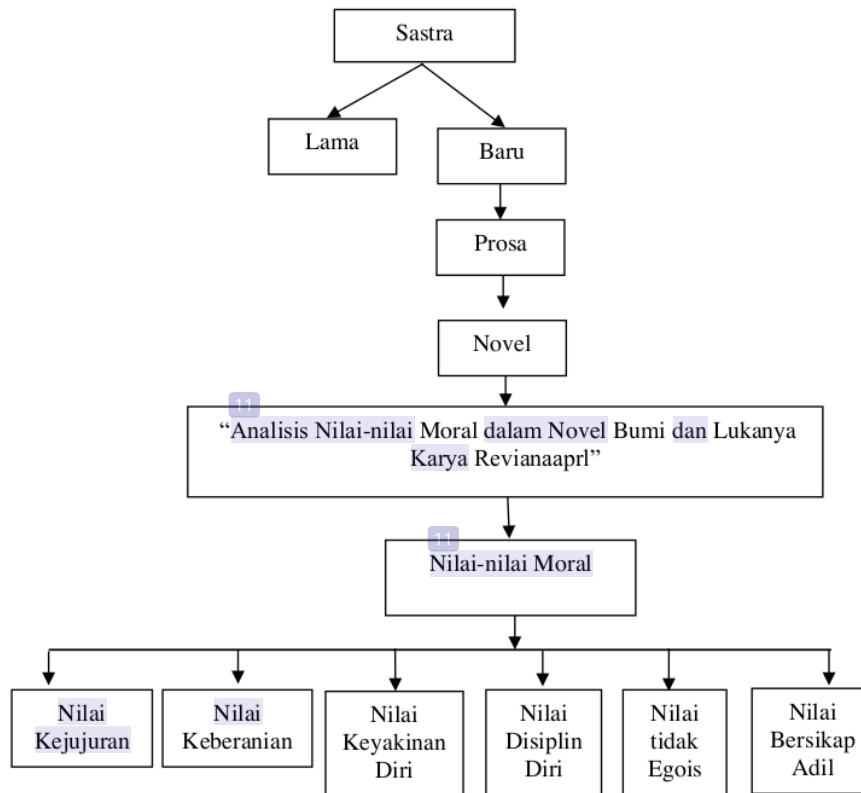 Sastra
Lama
Baru
Prosa
Novel
11
“Analisis Nilai-nilai Moral dalam Novel Bumi dan Lukanya
Karya Revianaaprl”
11
Nilai-nilai Moral
Nilai
Kejujuran
Nilai
Keberanian
Nilai
Keyakinan
Diri
Nilai
Disiplin
Diri
Nilai
tidak
Egois
Nilai
Bersikap
Adil